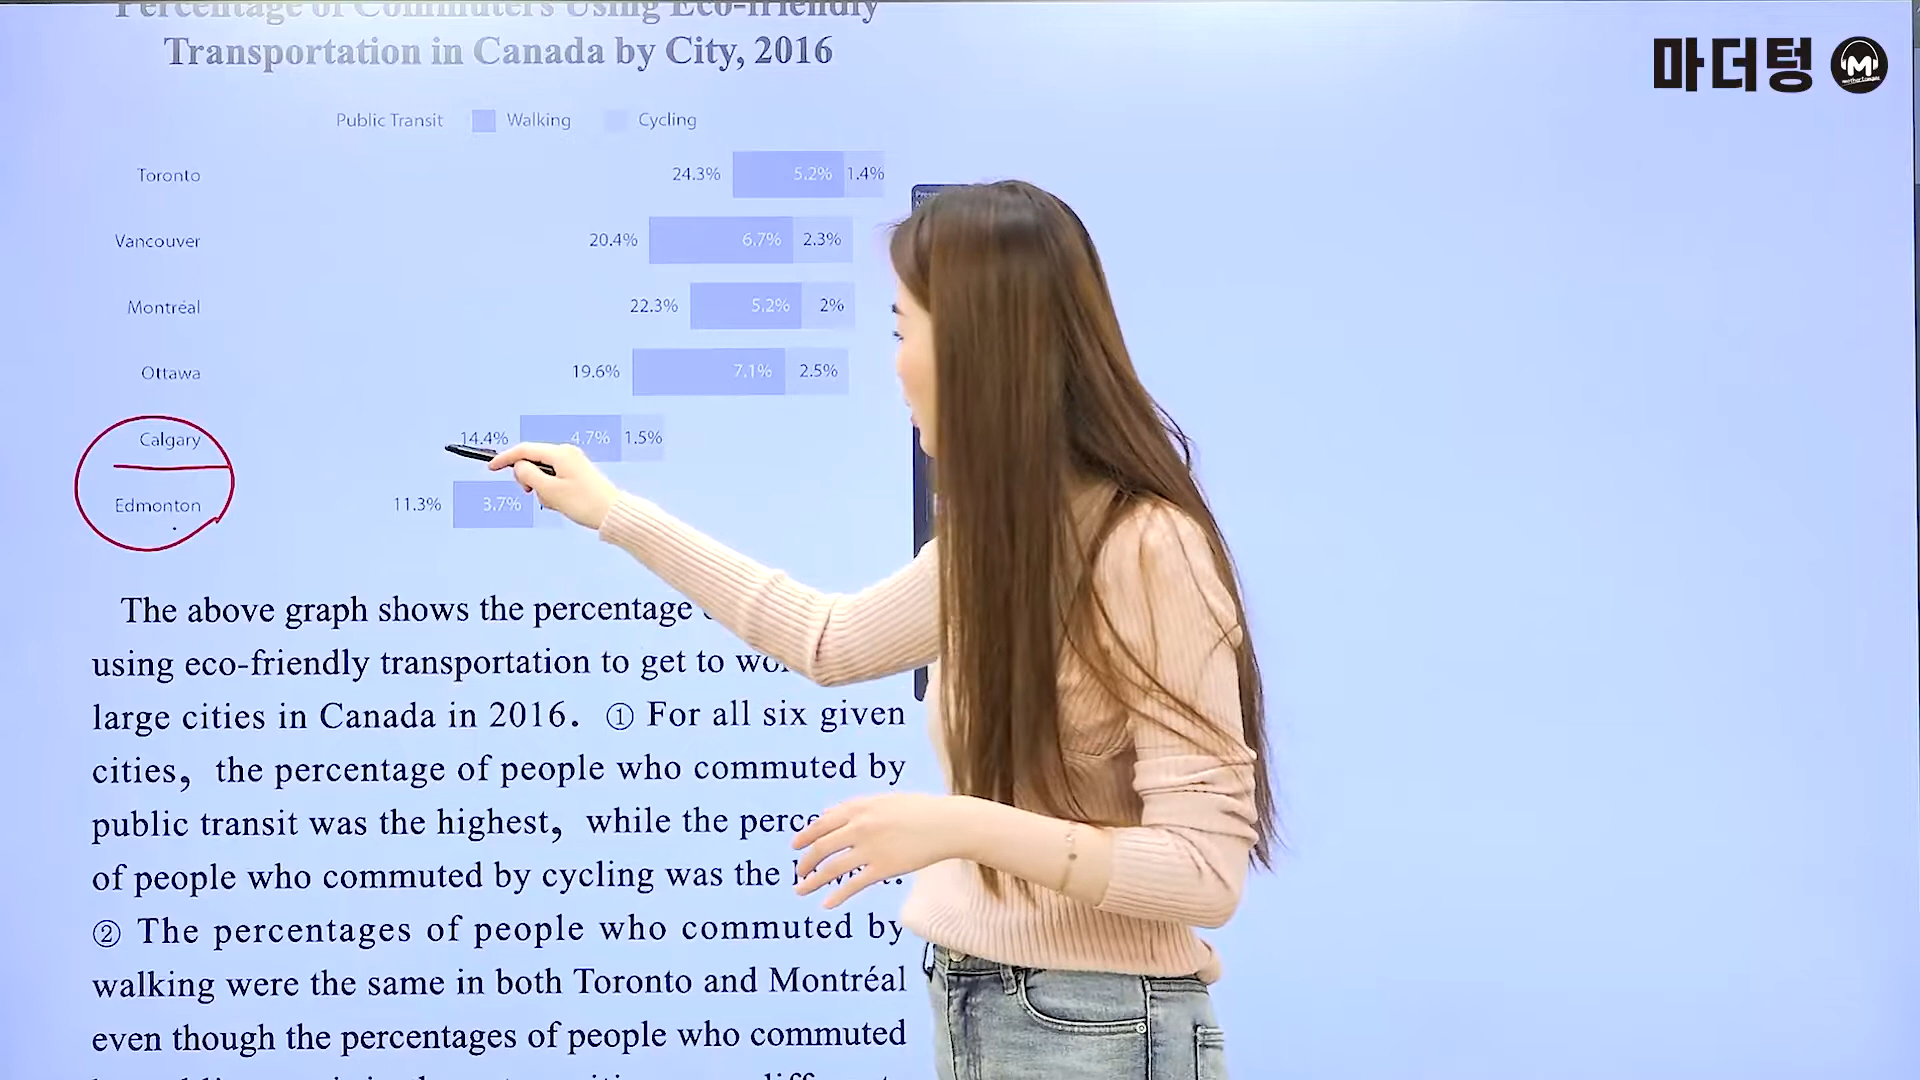 Percentage of Commuters Using Eco-friendly
Transportation in Canada by City, 2016
마더텅 M
Public Transit Walking Cycling
Toronto 24.3% 5.2% 1.4%
Vancouver 20.4% 6.7% 2.3%
Montréal 22.3% 5.2% 2%
Ottawa 19.6% 7.1% 2.5%
Calgary 14.4% 4.7% 1.5%
Edmonton 11.3% 3.7%
The above graph shows the percentage
using eco-friendly transportation to get to
large cities in Canada in 2016. ① For all six given
cities, the percentage of people who commuted by
public transit was the highest, while the
of people who commuted by cycling was the
② The percentages of people who commuted by
walking were the same in both Toronto and Montréal
even though the percentages of people who commuted